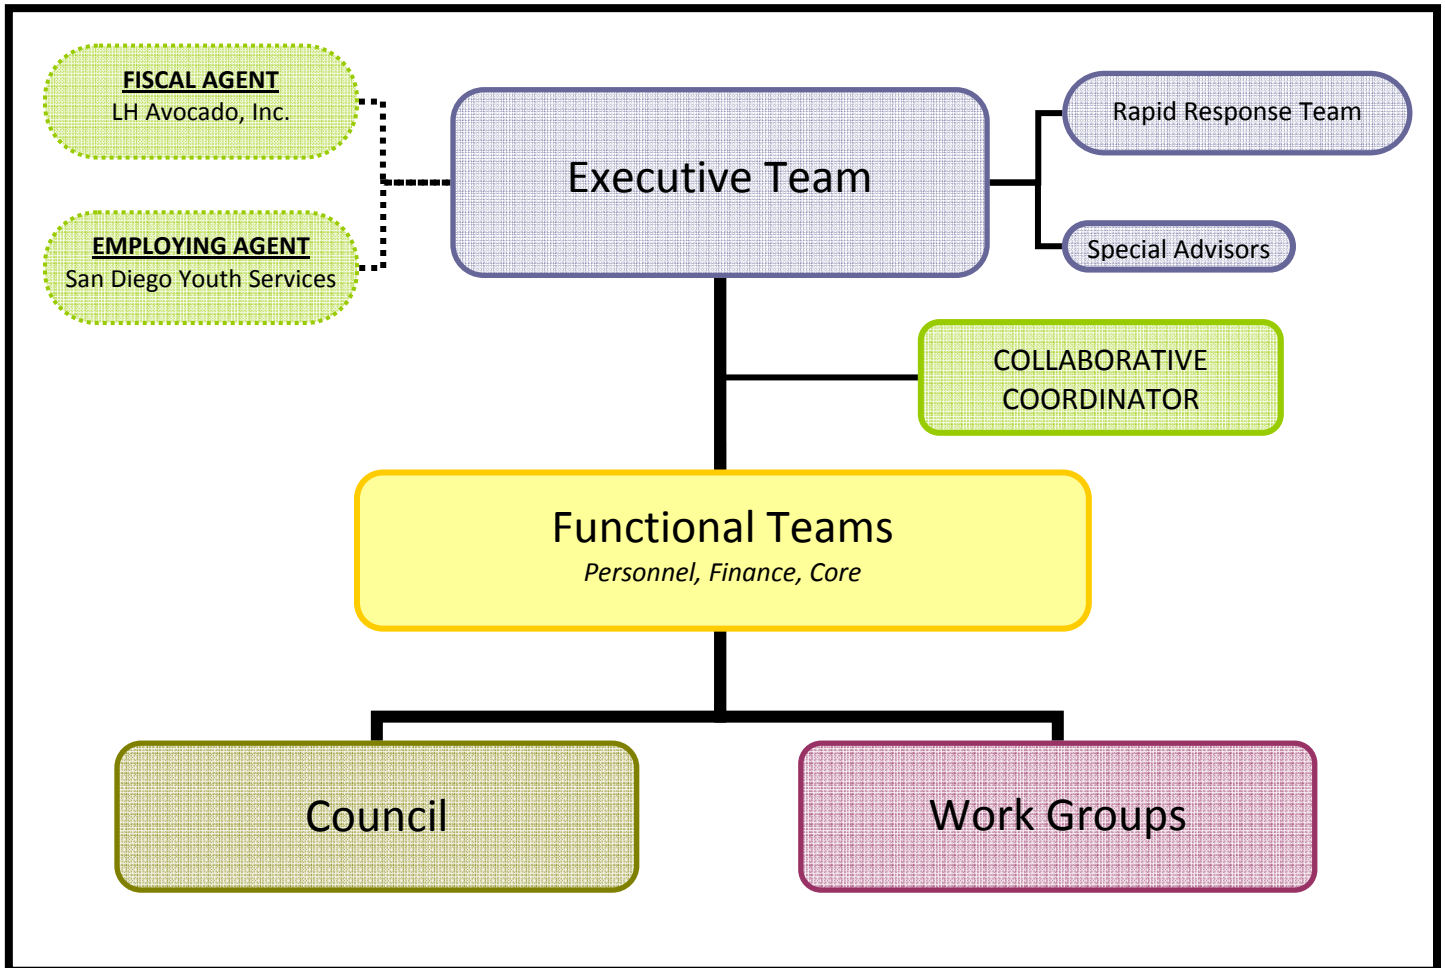 FISCAL AGENT
LH Avocado, Inc.
EMPLOYING AGENT
San Diego Youth Services
Executive Team
Rapid Response Team
Special Advisors
COLLABORATIVE
COORDINATOR
Functional Teams
Personnel, Finance, Core
Council
Work Groups